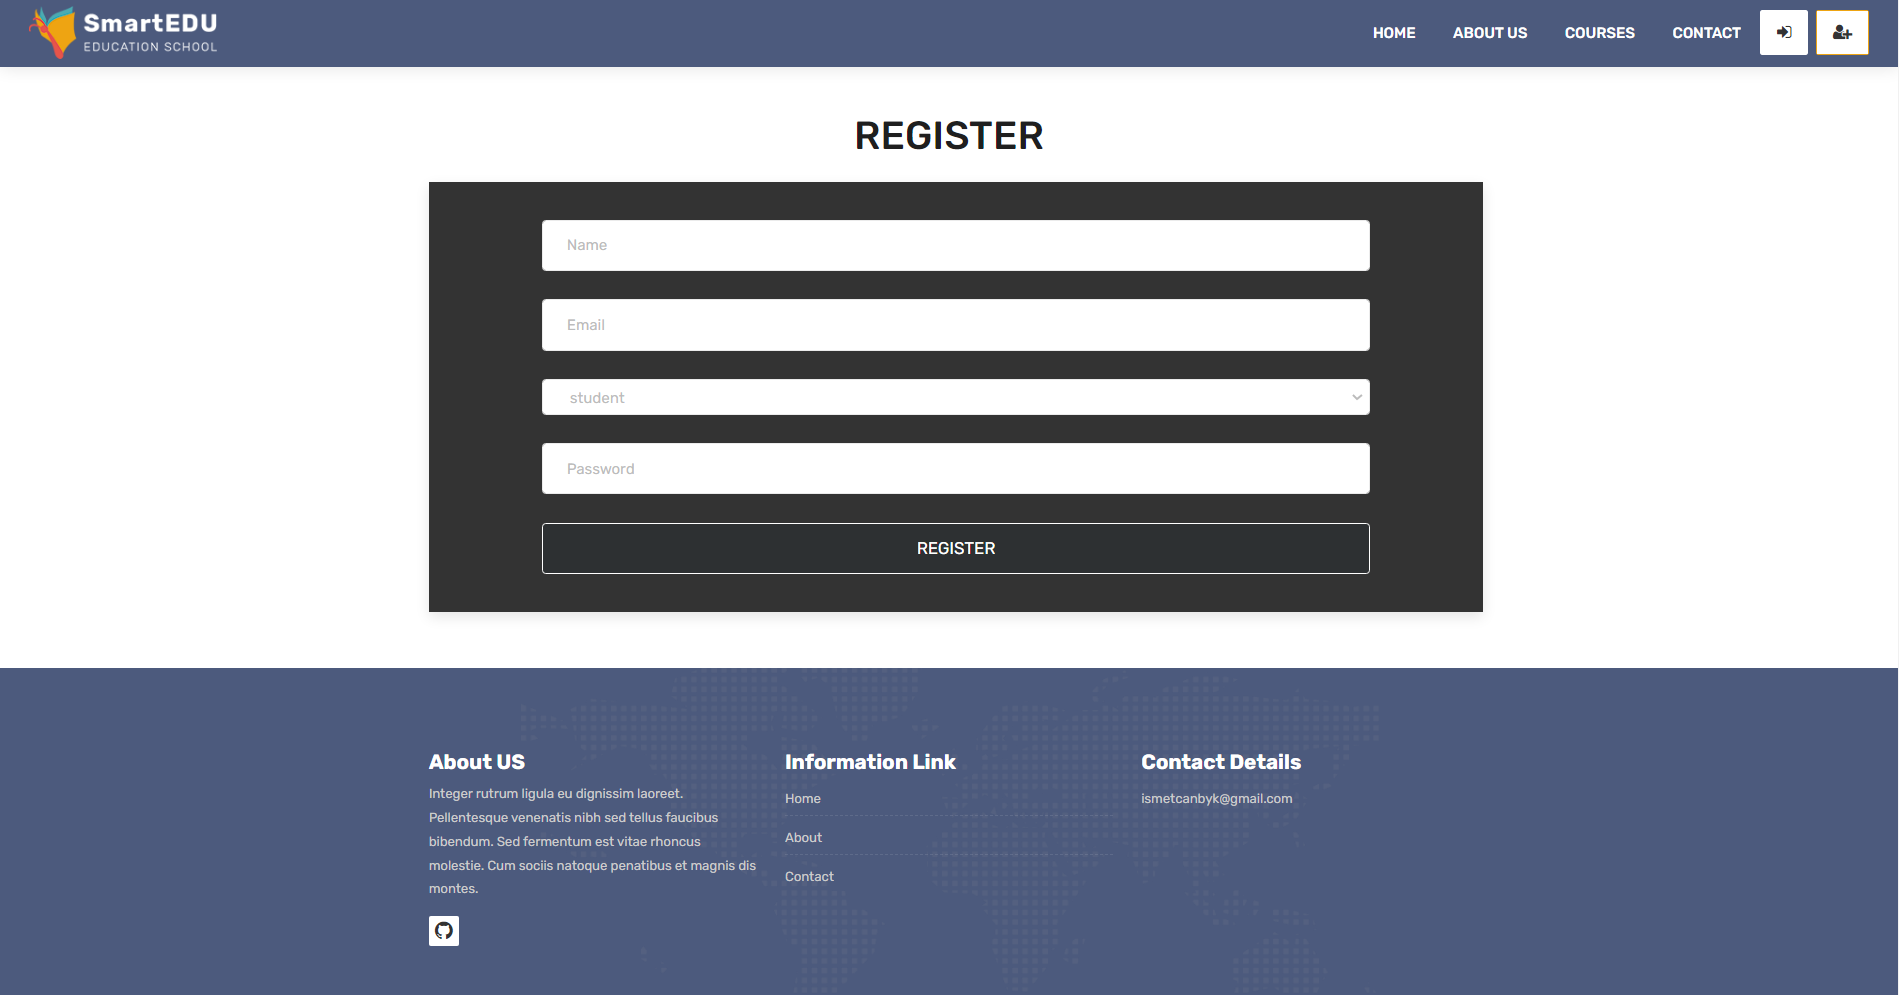 SmartEDU
EDUCATION SCHOOL
HOME
ABOUT US
COURSES
CONTACT
REGISTER
Name
Email
student
Password
REGISTER
About US
Integer rutrum ligula eu dignissim laoreet.
Pellentesque venenatis nibh sed tellus faucibus
bibendum. Sed fermentum est vitae rhoncus
molestie. Cum sociis natoque penatibus et magnis dis
montes.
Information Link
Home
About
Contact
Contact Details
ismetcanbyk@gmail.com